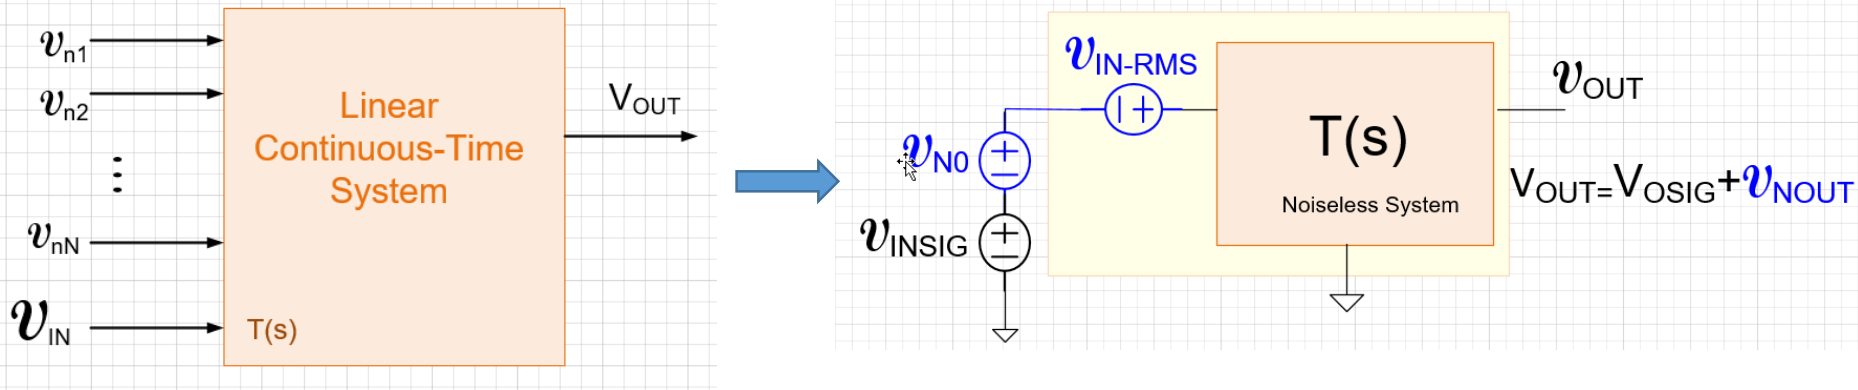 vn1
vn2
⋮
vnN
vIN
Linear
Continuous-Time
System
T(s)
VOUT
vIN-RMS
vN0
vINSIG
T(s)
Noiseless System
vOUT
VOUT=VOSIG+vNOUT